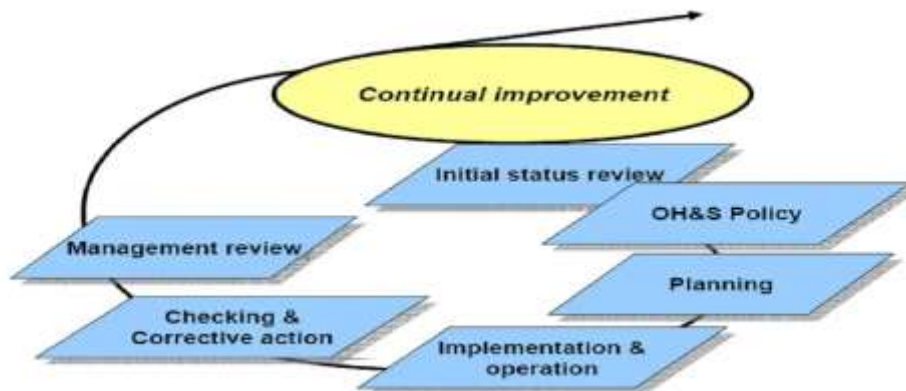 Continual improvement
Initial status review
OH&S Policy
Management review
Planning
Checking &
Corrective action
Implementation &
operation